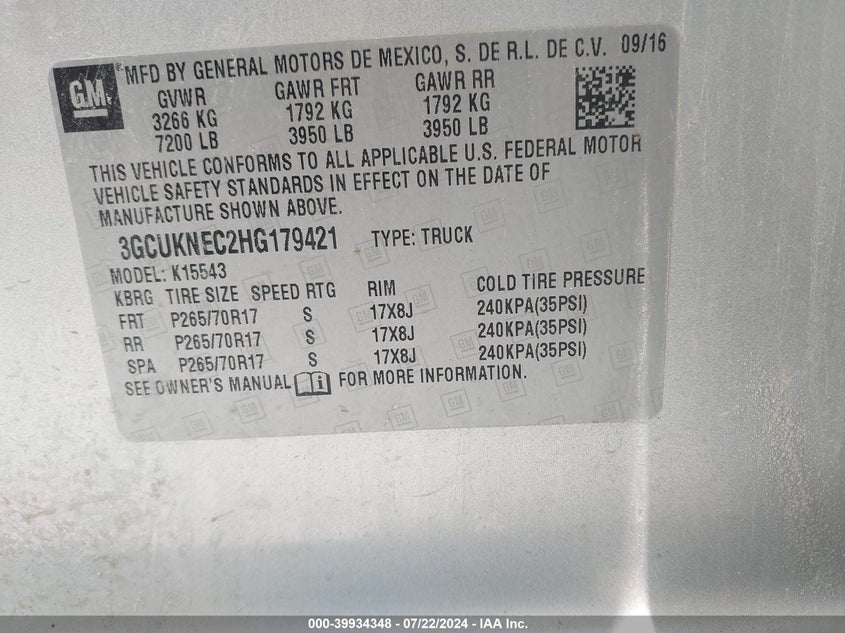 GM MFD BY GENERAL MOTORS DE MEXICO, S. DE R.L. DE C.V. 09/16
GVWR GAWR FRT GAWR RR
3266 KG 1792 KG 1792 KG
7200 LB 3950 LB 3950 LB
THIS VEHICLE CONFORMS TO ALL APPLICABLE U.S. FEDERAL MOTOR
VEHICLE SAFETY STANDARDS IN EFFECT ON THE DATE OF
MANUFACTURE SHOWN ABOVE.
3GCUKNEC2HG179421 TYPE: TRUCK
MODEL: K15543
KBRG TIRE SIZE SPEED RTG RIM COLD TIRE PRESSURE
FRT P265/70R17 S 17X8J 240KPA(35PSI)
RR P265/70R17 S 17X8J 240KPA(35PSI)
SPA P265/70R17 S 17X8J 240KPA(35PSI)
SEE OWNER'S MANUAL FOR MORE INFORMATION.
000-39934348 - 07/22/2024 - IAA Inc.